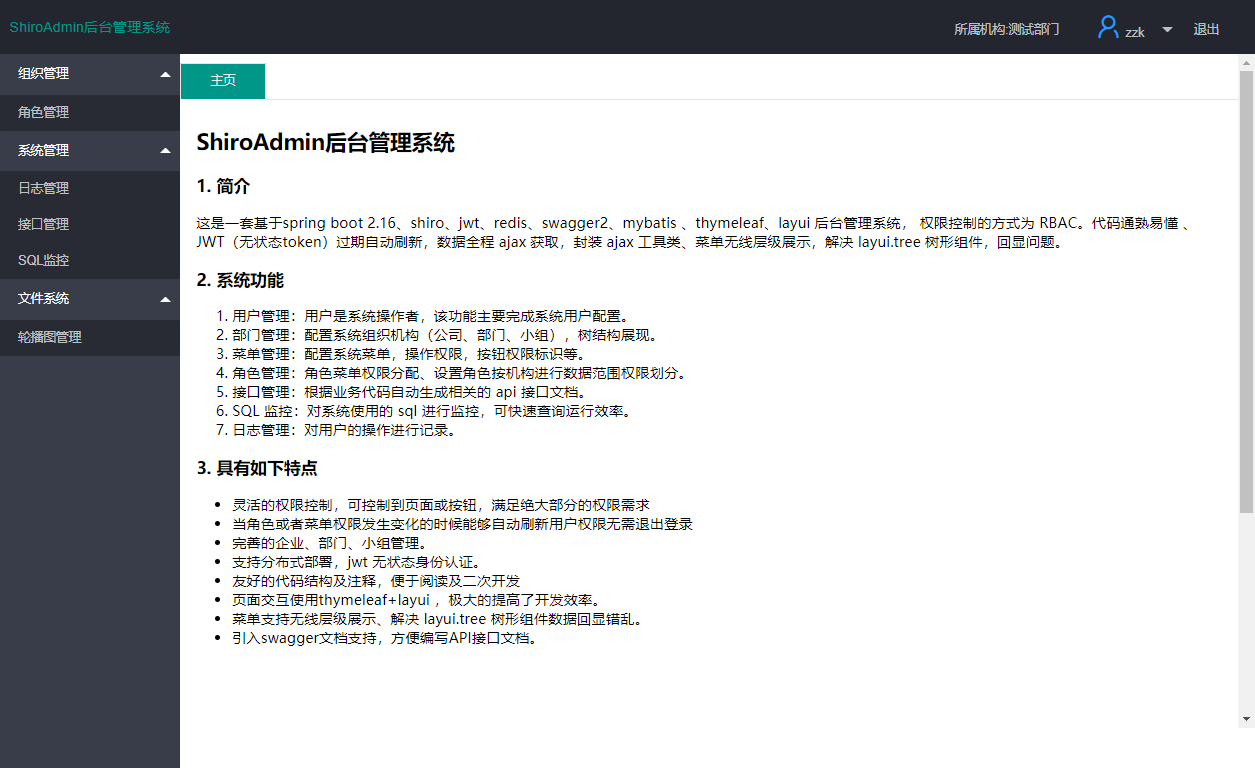 ShiroAdmin后台管理系统
所属机构:测试部门
zzk
退出
组织管理
角色管理
系统管理
日志管理
接口管理
SQL监控
文件系统
轮播图管理
主页
ShiroAdmin后台管理系统
1. 简介
这是一套基于spring boot 2.16、shiro、jwt、redis、swagger2、mybatis 、thymeleaf、layui 后台管理系统， 权限控制的方式为 RBAC。代码通熟易懂 、
JWT（无状态token）过期自动刷新，数据全程 ajax 获取，封装 ajax 工具类、菜单无线层级展示，解决 layui.tree 树形组件，回显问题。
2. 系统功能
1. 用户管理：用户是系统操作者，该功能主要完成系统用户配置。
2. 部门管理：配置系统组织机构（公司、部门、小组），树结构展现。
3. 菜单管理：配置系统菜单，操作权限，按钮权限标识等。
4. 角色管理：角色菜单权限分配、设置角色按机构进行数据范围权限划分。
5. 接口管理：根据业务代码自动生成相关的 api 接口文档。
6. SQL 监控：对系统使用的 sql 进行监控，可快速查询运行效率。
7. 日志管理：对用户的操作进行记录。
3. 具有如下特点
• 灵活的权限控制，可控制到页面或按钮，满足绝大部分的权限需求
• 当角色或者菜单权限发生变化的时候能够自动刷新用户权限无需退出登录
• 完善的企业、部门、小组管理。
• 支持分布式部署，jwt 无状态身份认证。
• 友好的代码结构及注释，便于阅读及二次开发
• 页面交互使用thymeleaf+layui ，极大的提高了开发效率。
• 菜单支持无线层级展示、解决 layui.tree 树形组件数据回显错乱。
• 引入swagger文档支持，方便编写API接口文档。